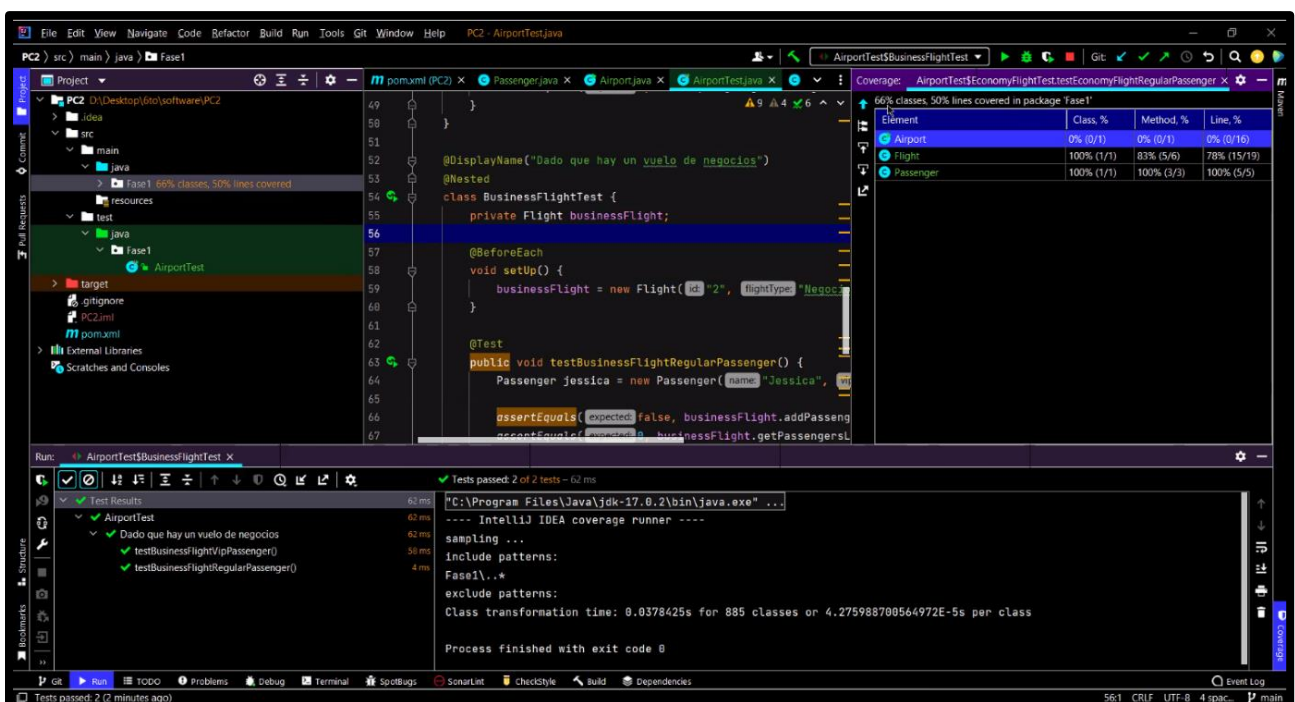 File Edit View Navigate Code Refactor Build Run Tools Git Window Help PC2 - AirportTest.java
PC2 〉 src 〉 main 〉 java 〉 Fase1
AirportTest$BusinessFlightTest
Git:
Project
PC2 D:\Desktop\6to\software\PC2
.idea
src
main
java
Fase1 66% classes, 50% lines covered
resources
test
java
Fase1
AirportTest
target
.gitignore
PC2.iml
pom.xml
External Libraries
Scratches and Consoles
pom.xml (PC2) Passenger.java Airport.java AirportTest.java
9 4 6
49 }
50 }
51
52 @DisplayName("Dado que hay un vuelo de negocios")
53 @Nested
54 class BusinessFlightTest {
55 private Flight businessFlight;
56
57 @BeforeEach
58 void setUp() {
59 businessFlight = new Flight( id: "2", flightType: "Negoci
60 }
61
62 @Test
63 public void testBusinessFlightRegularPassenger() {
64 Passenger jessica = new Passenger( name: "Jessica", vi
65
66 assertEquals( expected: false, businessFlight.addPasseng
67 assertEquals( expected: 0, businessFlight.getPassengersL
Coverage: AirportTest$EconomyFlightTest.testEconomyFlightRegularPassenger
66% classes, 50% lines covered in package 'Fase1'
Element Class, % Method, % Line, %
Airport 0% (0/1) 0% (0/1) 0% (0/16)
Flight 100% (1/1) 83% (5/6) 78% (15/19)
Passenger 100% (1/1) 100% (3/3) 100% (5/5)
Project
Commit
Pull Requests
Structure
Bookmarks
Maven
Coverage
Run: AirportTest$BusinessFlightTest
Tests passed: 2 of 2 tests – 62 ms
Test Results 62 ms
AirportTest 62 ms
Dado que hay un vuelo de negocios 62 ms
testBusinessFlightVipPassenger() 58 ms
testBusinessFlightRegularPassenger() 4 ms
"C:\Program Files\Java\jdk-17.0.2\bin\java.exe" ...
---- IntelliJ IDEA coverage runner ----
sampling ...
include patterns:
Fase1\..*
exclude patterns:
Class transformation time: 0.0378425s for 885 classes or 4.275988700564972E-5s per class
Process finished with exit code 0
Git Run TODO Problems Debug Terminal SpotBugs SonarLint CheckStyle Build Dependencies Event Log
Tests passed: 2 (2 minutes ago) 56:1 CRLF UTF-8 4 spac... main